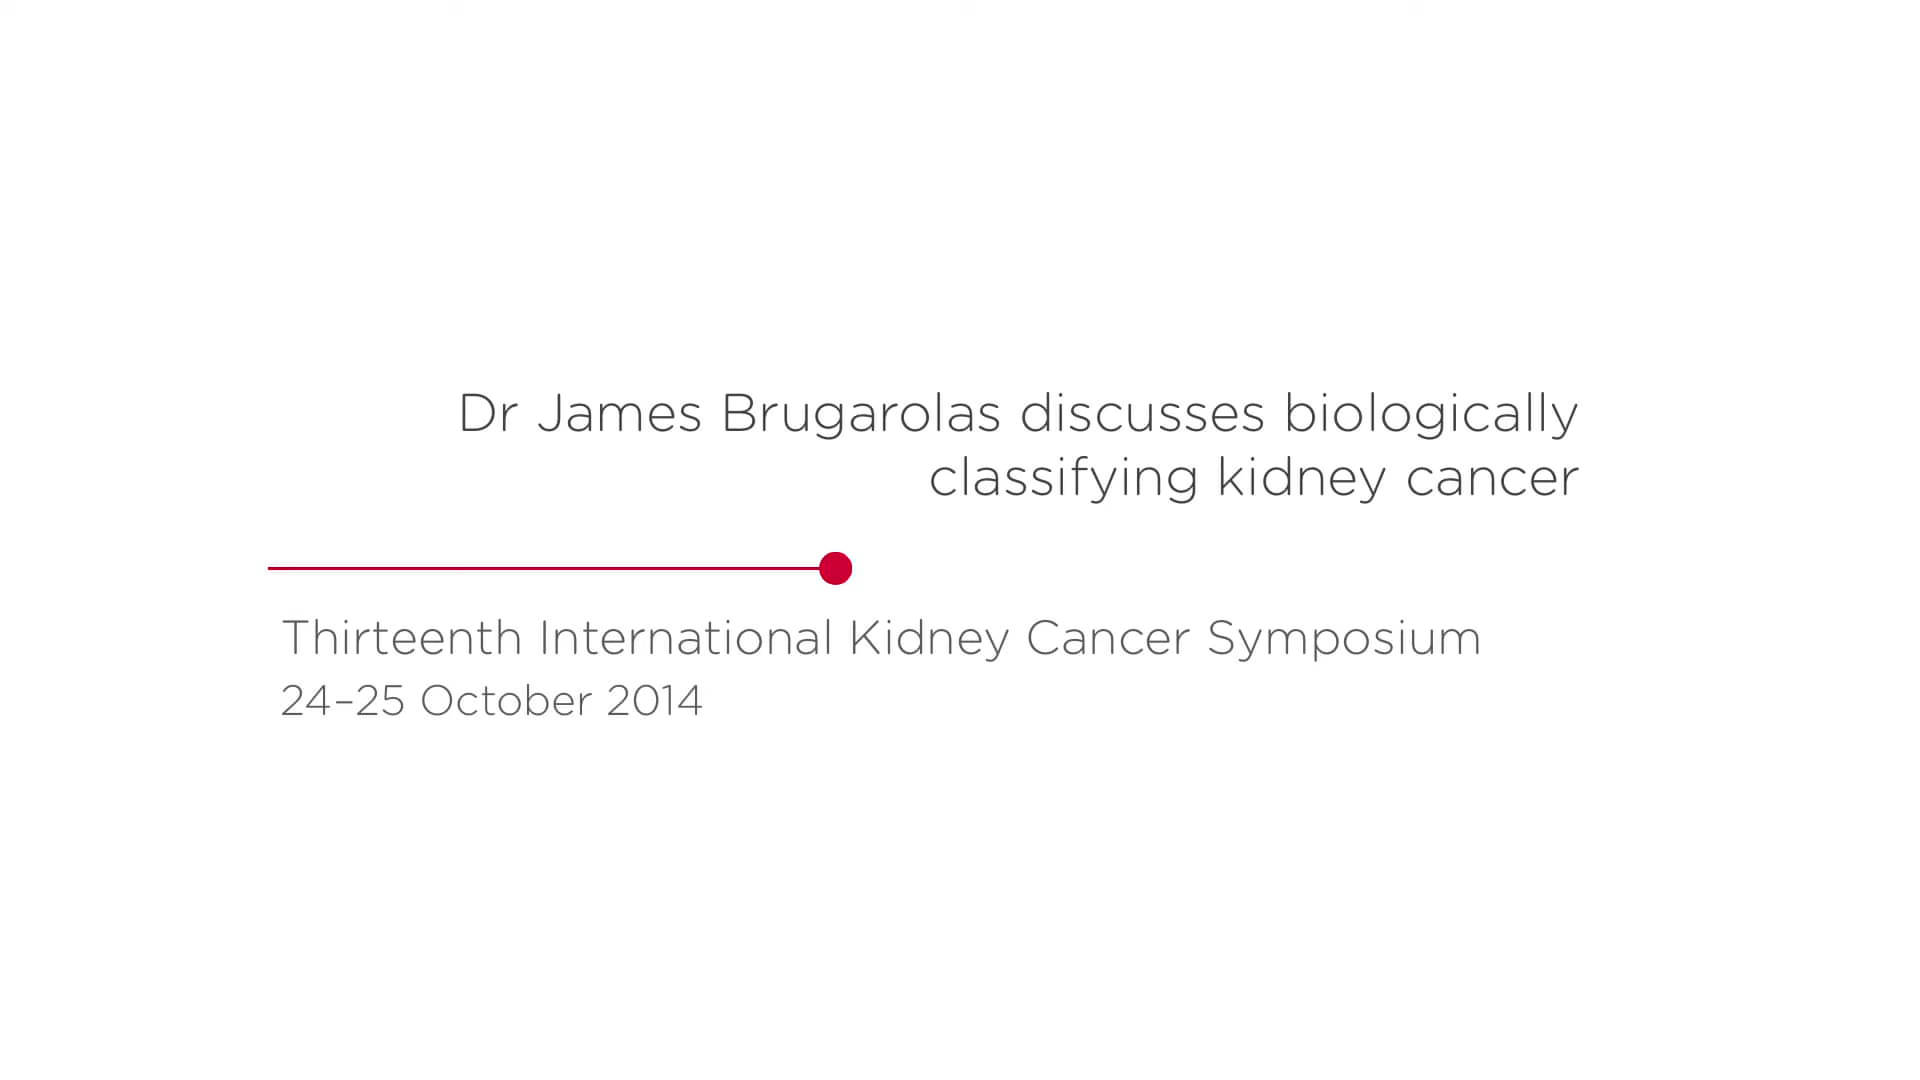 Dr James Brugarolas discusses biologically
classifying kidney cancer
Thirteenth International Kidney Cancer Symposium
24–25 October 2014